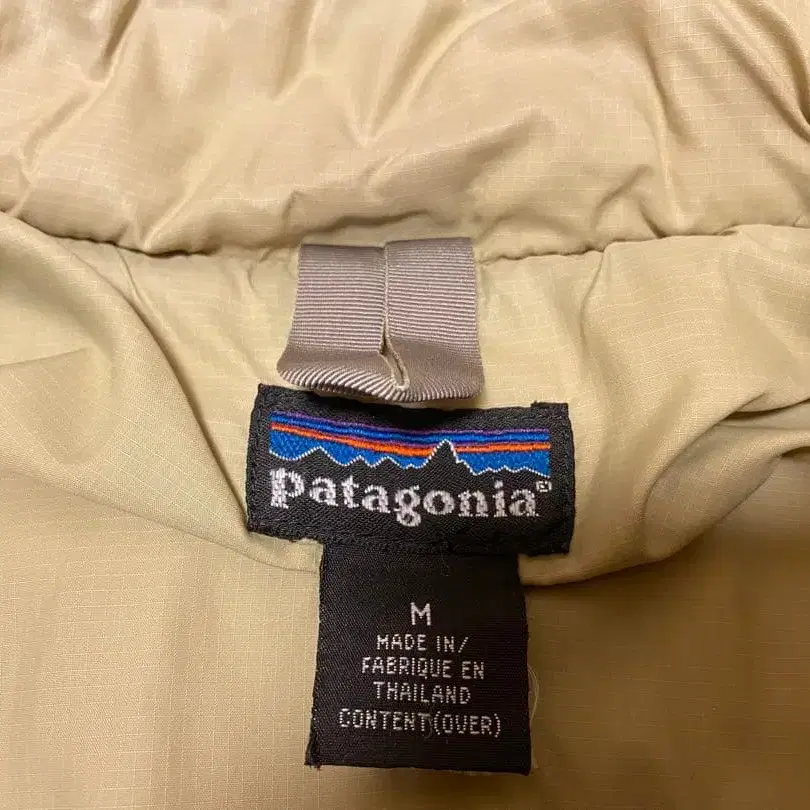 patagonia®
M
MADE IN/
FABRIQUE EN
THAILAND
CONTENT(OVER)